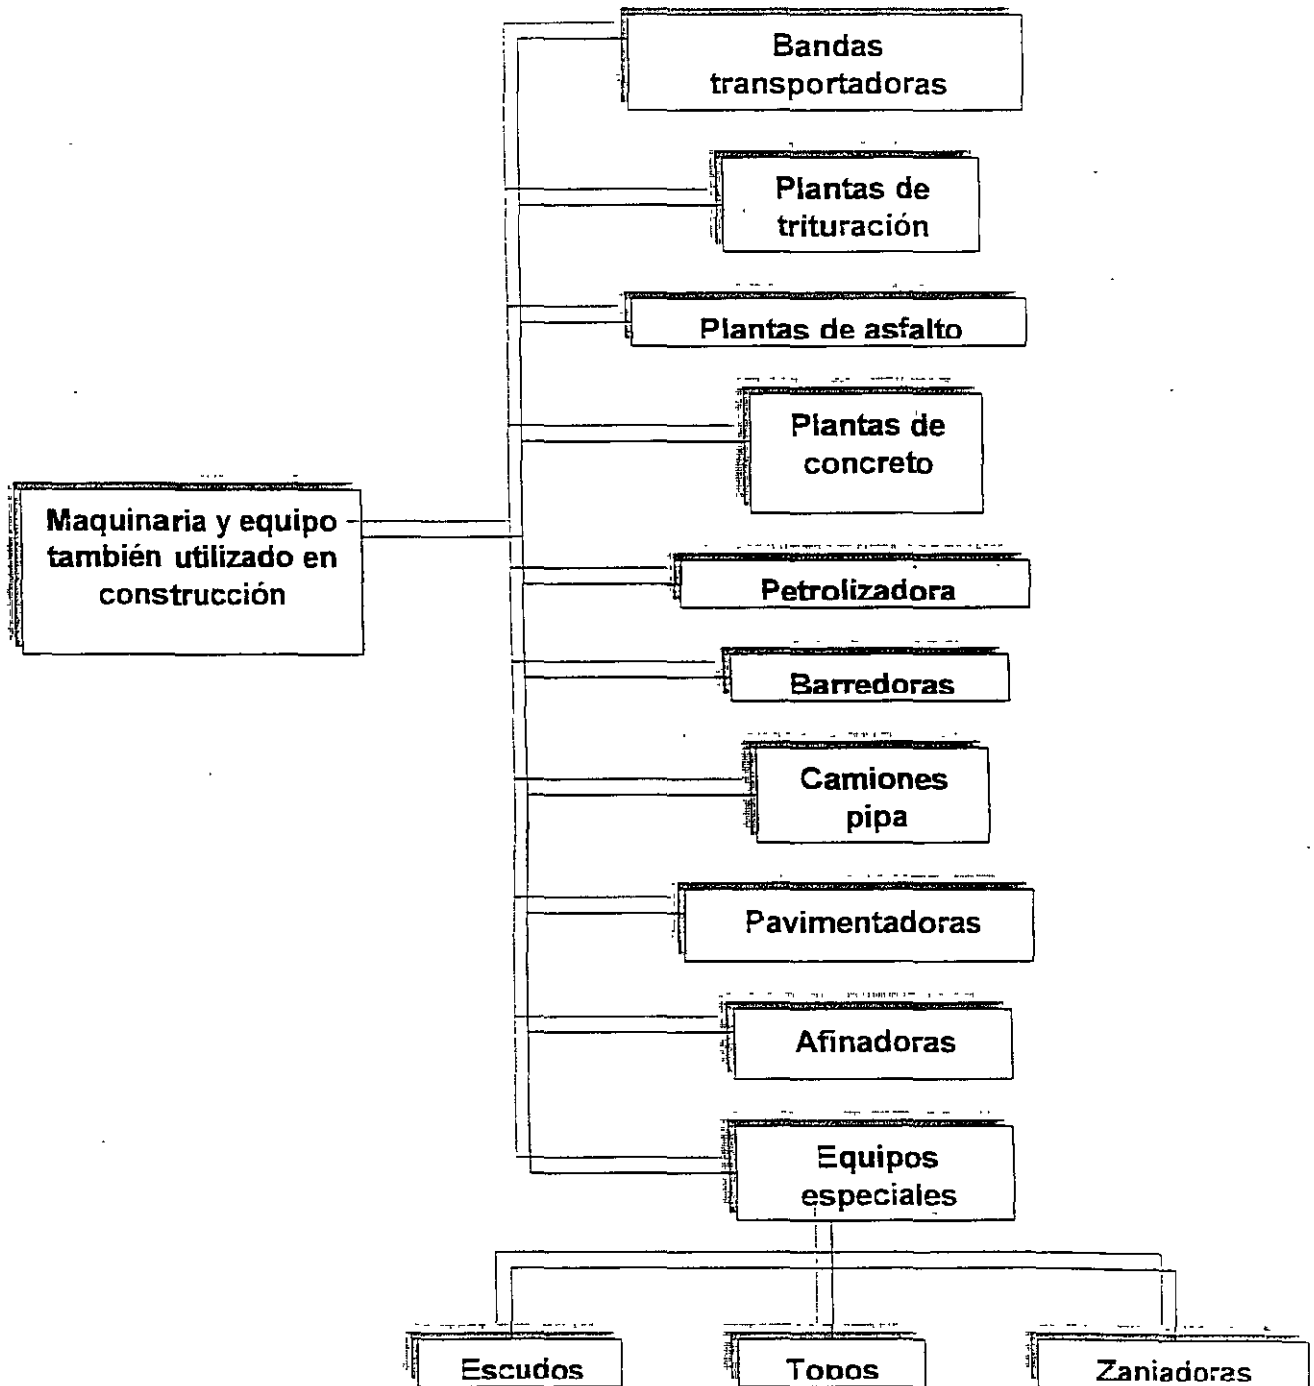 Bandas
transportadoras
Plantas de
trituración
Plantas de asfalto
Plantas de
concreto
Maquinaria y equipo
también utilizado en
construcción
Petrolizadora
Barredoras
Camiones
pipa
Pavimentadoras
Afinadoras
Equipos
especiales
Escudos
Topos
Zanjadoras